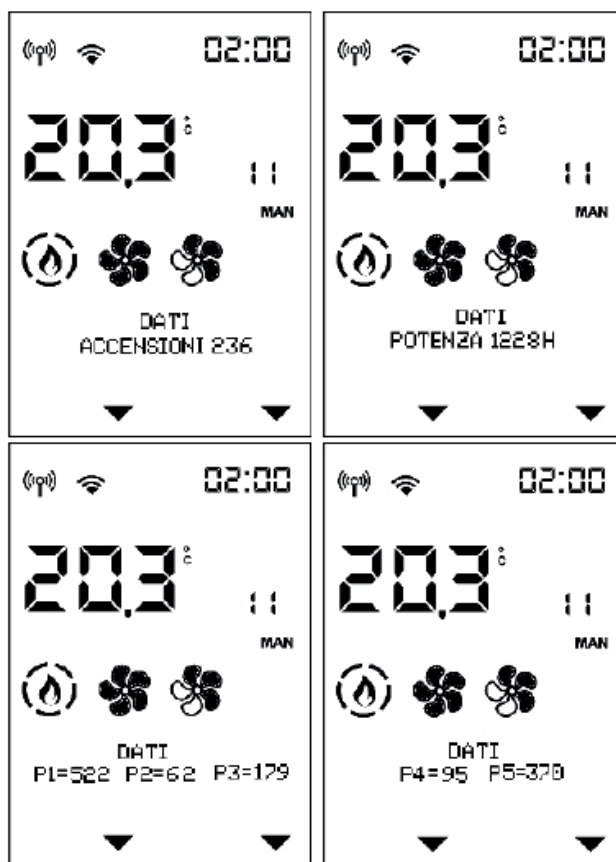 02:00
20.3 °C
11
MAN
DATI
ACCENSIONI 236
02:00
20.3 °C
11
MAN
DATI
POTENZA 1228H
02:00
20.3 °C
11
MAN
DATI
P1=522 P2=62 P3=179
02:00
20.3 °C
11
MAN
DATI
P4=95 P5=370